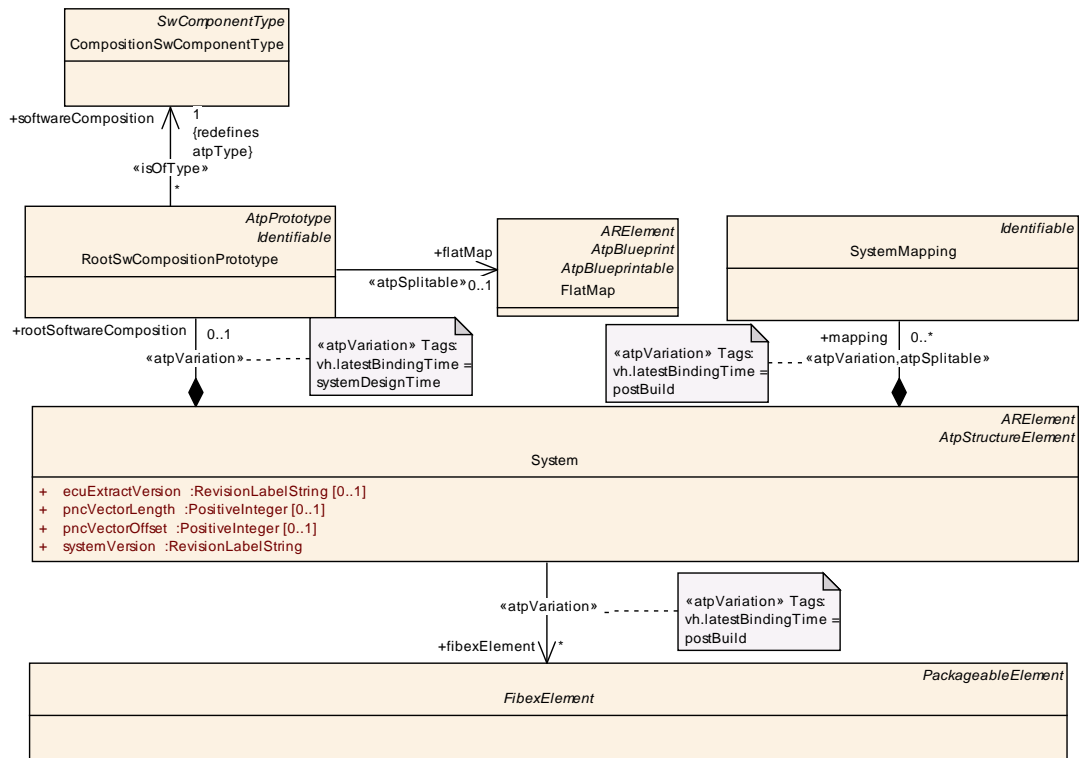 SwComponentType
CompositionSwComponentType
+softwareComposition
1
{redefines
atpType}
«isOfType»
*
AtpPrototype
Identifiable
RootSwCompositionPrototype
+flatMap
«atpSplitable»
0..1
ARElement
AtpBlueprint
AtpBlueprintable
FlatMap
Identifiable
SystemMapping
+rootSoftwareComposition
0..1
«atpVariation»
«atpVariation» Tags:
vh.latestBindingTime =
systemDesignTime
«atpVariation» Tags:
vh.latestBindingTime =
postBuild
+mapping
0..*
«atpVariation,atpSplitable»
ARElement
AtpStructureElement
System
+ ecuExtractVersion :RevisionLabelString [0..1]
+ pncVectorLength :PositiveInteger [0..1]
+ pncVectorOffset :PositiveInteger [0..1]
+ systemVersion :RevisionLabelString
«atpVariation»
«atpVariation» Tags:
vh.latestBindingTime =
postBuild
+fibexElement
*
PackageableElement
FibexElement